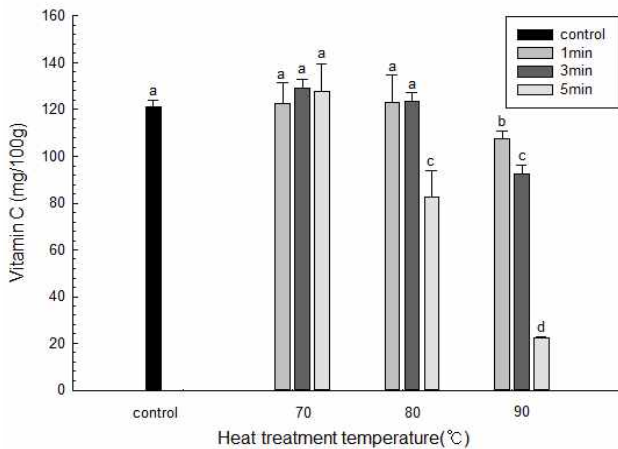 160
140
120
100
80
60
40
20
0
Vitamin C (mg/100g)
control
1min
3min
5min
a
a
a
a
a
a
c
b
c
d
control
70
80
90
Heat treatment temperature(℃)